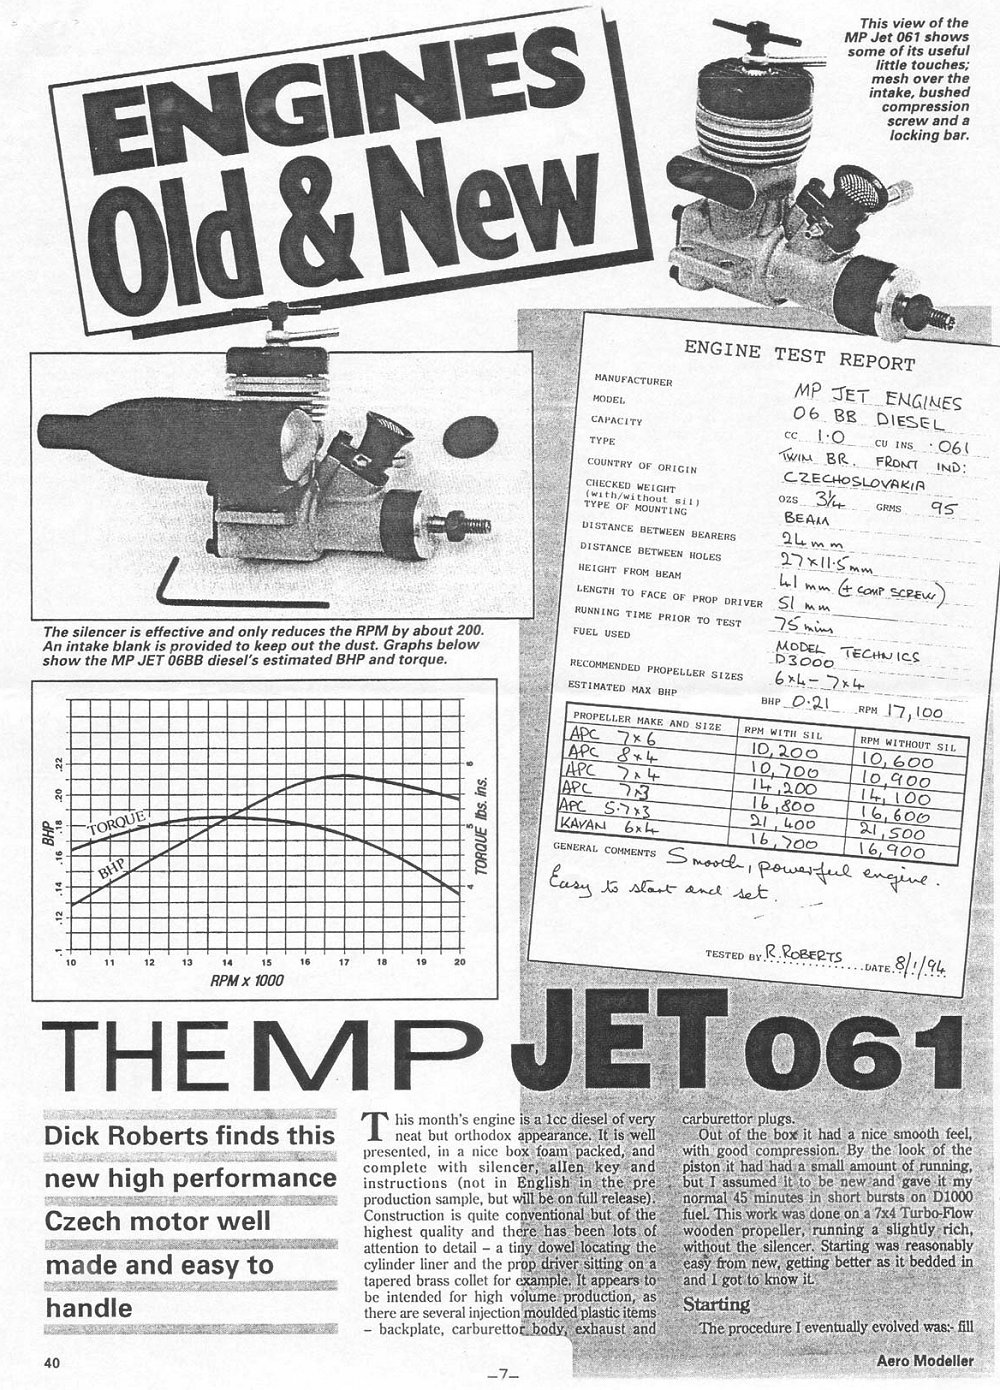 ENGINES
Old & New
This view of the
MP Jet 061 shows
some of its useful
little touches;
mesh over the
intake, bushed
compression
screw and a
locking bar.
The silencer is effective and only reduces the RPM by about 200.
An intake blank is provided to keep out the dust. Graphs below
show the MP JET 06BB diesel's estimated BHP and torque.
BHP
.22
.20
.18
.16
.14
.12
.1
TORQUE
BHP
6
5
4
TORQUE lbs. ins.
10 11 12 13 14 15 16 17 18 19 20
RPM x 1000
ENGINE TEST REPORT
MANUFACTURER MP JET ENGINES
MODEL 06 BB DIESEL
CAPACITY CC 1.0 CU INS .061
TYPE TWIN BR. FRONT IND:
COUNTRY OF ORIGIN CZECHOSLOVAKIA
CHECKED WEIGHT OZS 3¼ GRMS 95
(with/without sil)
TYPE OF MOUNTING BEAM
DISTANCE BETWEEN BEARERS 24mm
DISTANCE BETWEEN HOLES 27x11.5mm
HEIGHT FROM BEAM 41 mm (+ COMP SCREW)
LENGTH TO FACE OF PROP DRIVER 51 mm
RUNNING TIME PRIOR TO TEST 75 mins
FUEL USED MODEL TECHNICS
D3000
RECOMMENDED PROPELLER SIZES 6x4 - 7x4
ESTIMATED MAX BHP BHP 0.21 RPM 17,100
PROPELLER MAKE AND SIZE RPM WITH SIL RPM WITHOUT SIL
APC 7x6 10,200 10,600
APC 8x4 10,700 10,900
APC 7x4 14,200 14,100
APC 7x3 16,800 16,600
APC 5.7x3 21,400 21,500
KAVAN 6x4 16,700 16,900
GENERAL COMMENTS Smooth, powerful engine.
Easy to start and set.
TESTED BY R. ROBERTS DATE 8/1/94
THE MP JET 061
Dick Roberts finds this
new high performance
Czech motor well
made and easy to
handle
This month's engine is a 1cc diesel of very
neat but orthodox appearance. It is well
presented, in a nice box foam packed, and
complete with silencer, allen key and
instructions (not in English in the pre
production sample, but will be on full release).
Construction is quite conventional but of the
highest quality and there has been lots of
attention to detail – a tiny dowel locating the
cylinder liner and the prop driver sitting on a
tapered brass collet for example. It appears to
be intended for high volume production, as
there are several injection moulded plastic items
– backplate, carburettor body, exhaust and
carburettor plugs.
Out of the box it had a nice smooth feel,
with good compression. By the look of the
piston it had had a small amount of running,
but I assumed it to be new and gave it my
normal 45 minutes in short bursts on D1000
fuel. This work was done on a 7x4 Turbo-Flow
wooden propeller, running a slightly rich,
without the silencer. Starting was reasonably
easy from new, getting better as it bedded in
and I got to know it.
Starting
The procedure I eventually evolved was:- fill
40
–7–
Aero Modeller